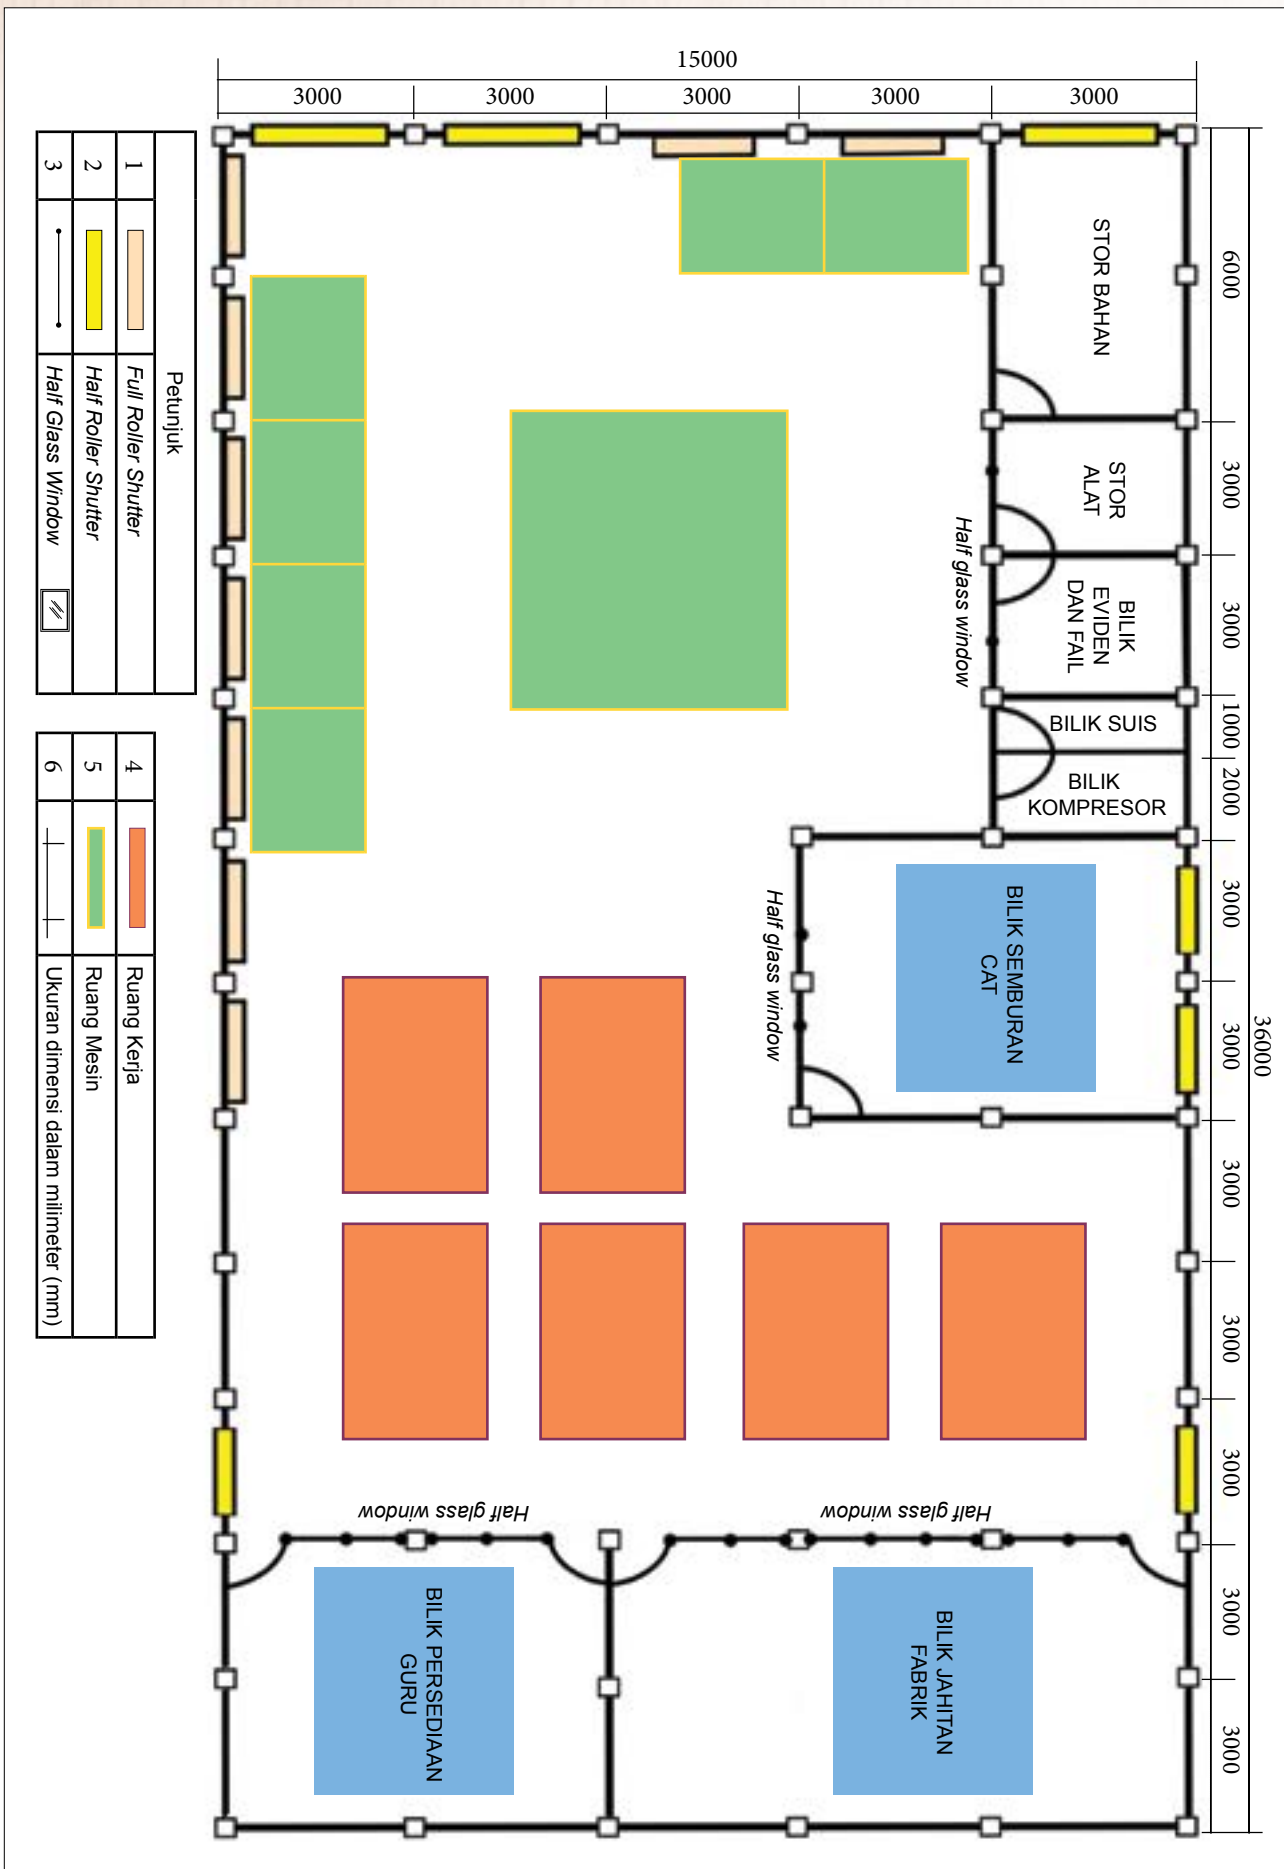 15000
3000
3000
3000
3000
3000
36000
6000
3000
3000
1000
2000
3000
3000
3000
3000
3000
3000
3000
STOR BAHAN
STOR
ALAT
BILIK
EVIDEN
DAN FAIL
BILIK SUIS
BILIK
KOMPRESOR
Half glass window
BILIK SEMBURAN
CAT
Half glass window
Half glass window
Half glass window
BILIK PERSEDIAAN
GURU
BILIK JAHITAN
FABRIK
Petunjuk
1 Full Roller Shutter
2 Half Roller Shutter
3 Half Glass Window
4 Ruang Kerja
5 Ruang Mesin
6 Ukuran dimensi dalam milimeter (mm)